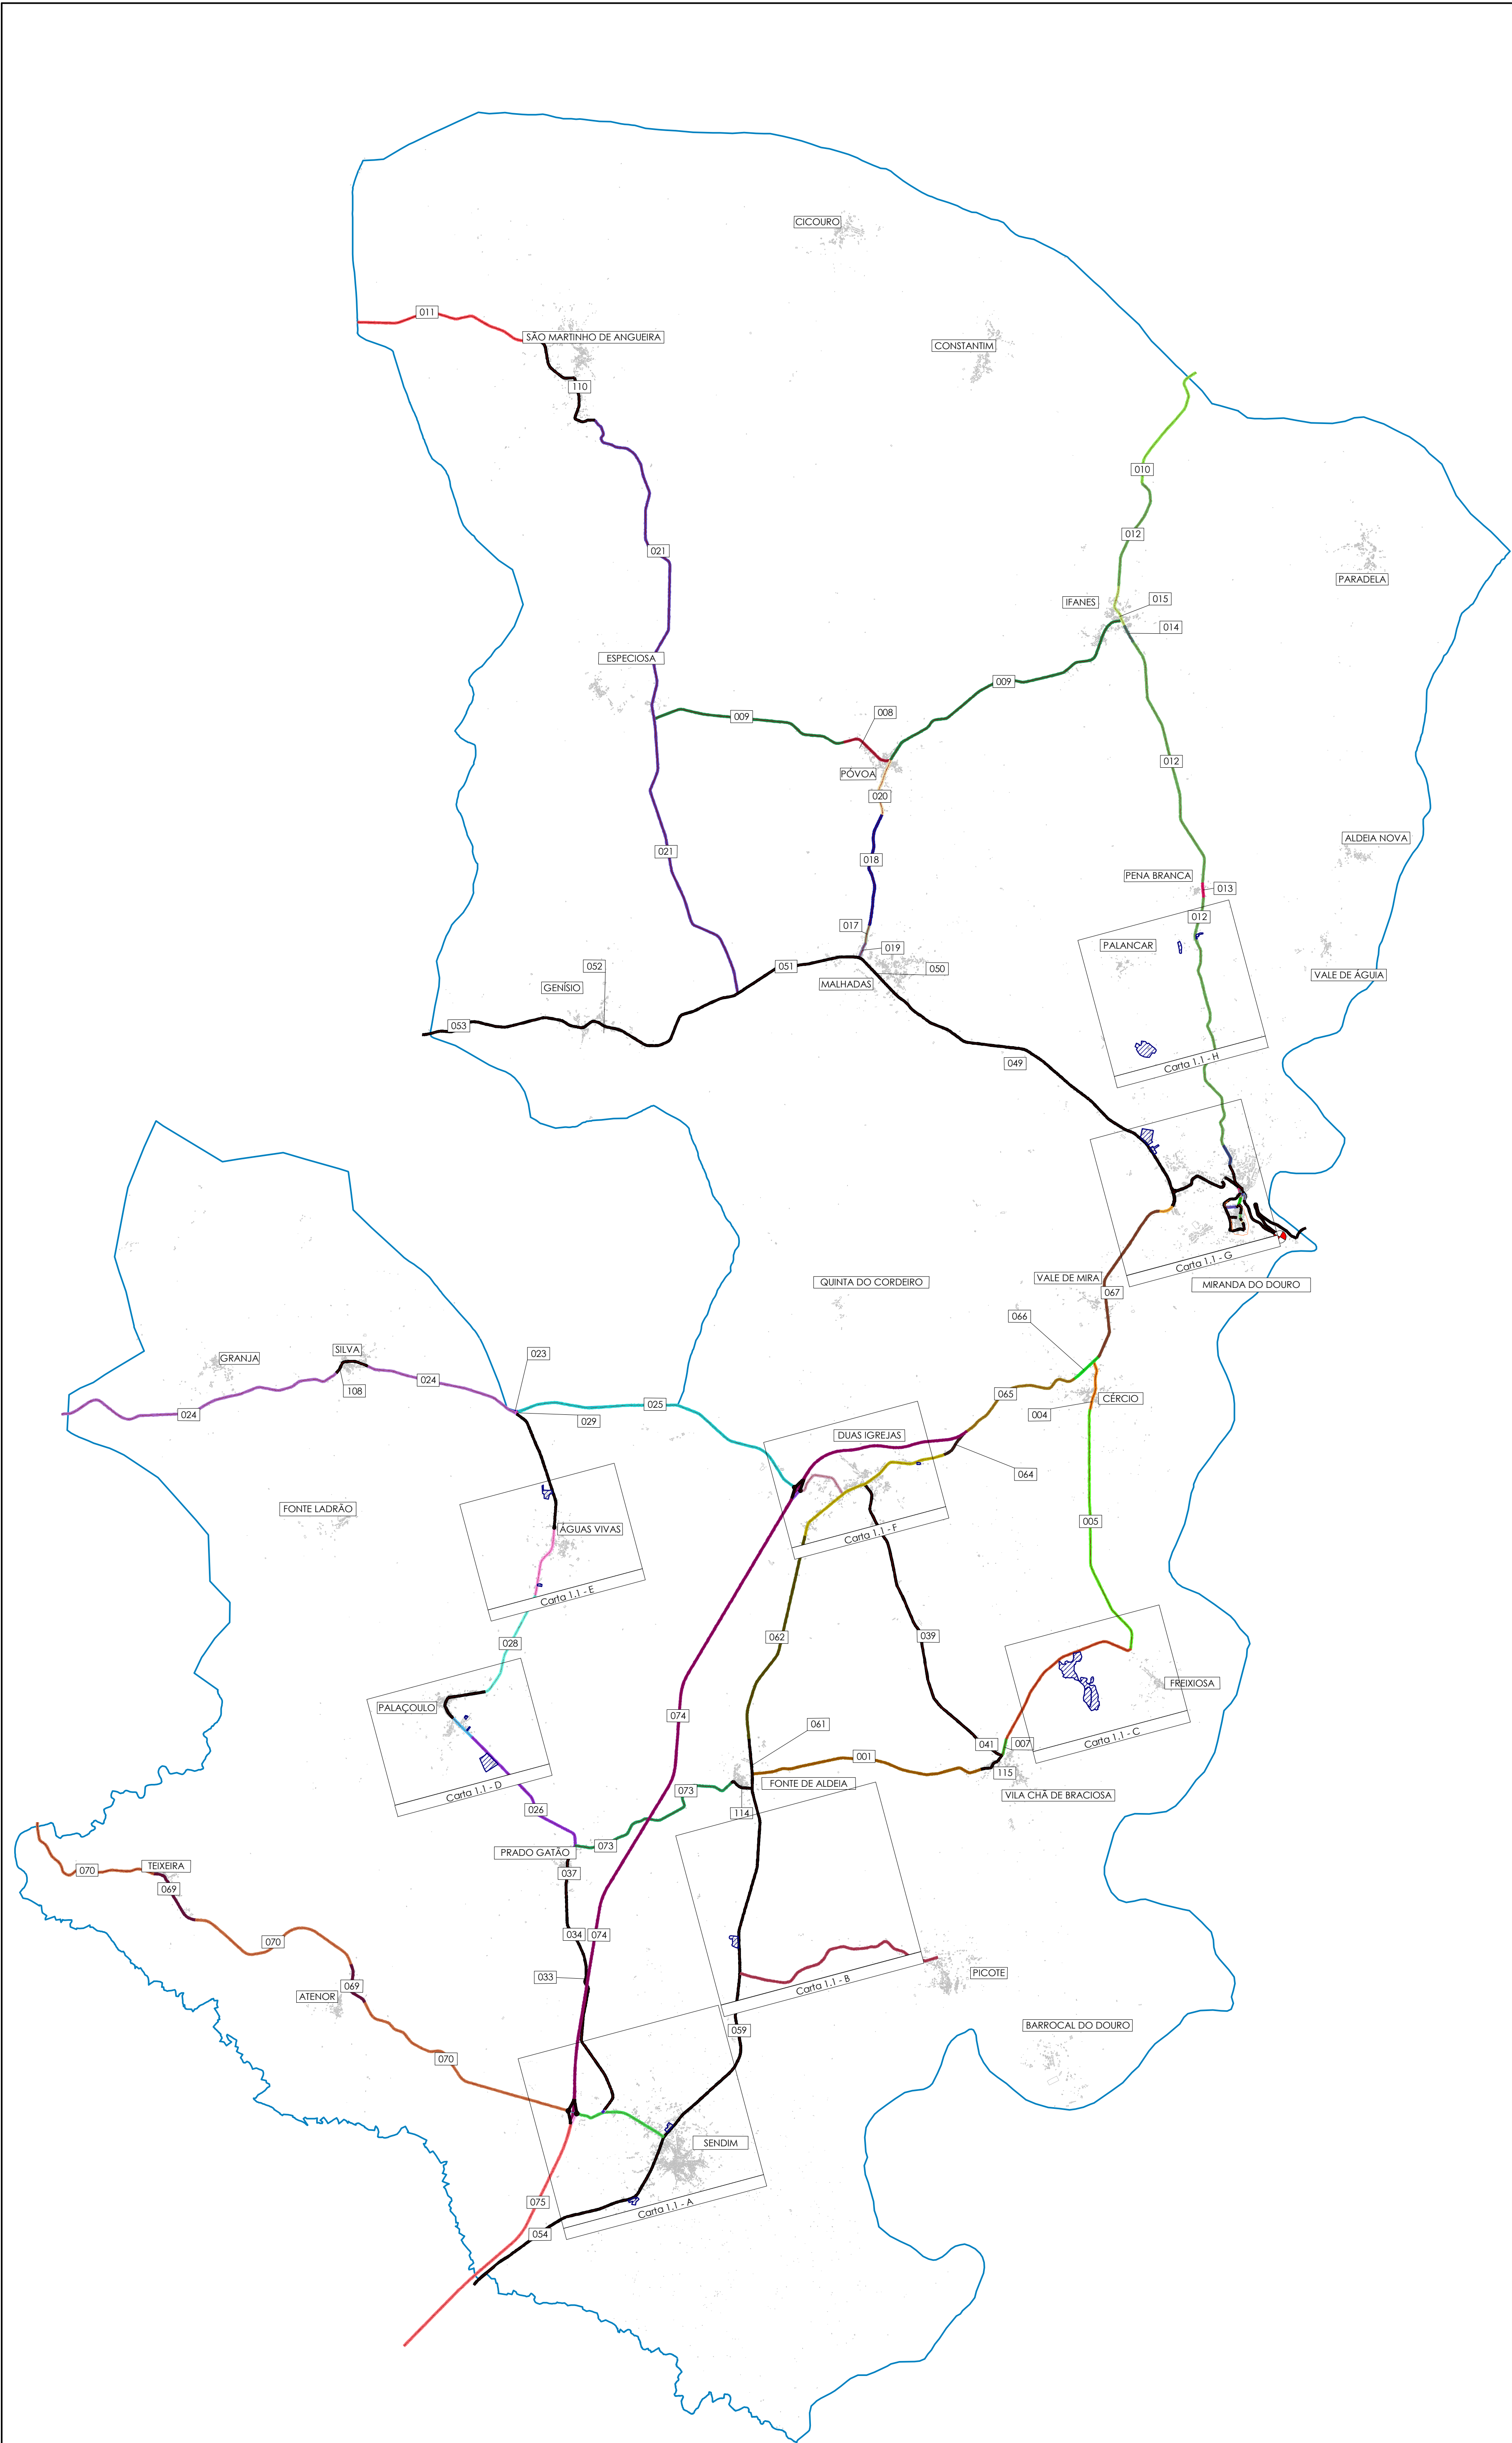 CICOURO
011
SÃO MARTINHO DE ANGUEIRA
CONSTANTIM
110
010
012
021
PARADELA
015
IFANES
014
ESPECIOSA
009
008
009
012
PÓVOA
020
ALDEIA NOVA
021
018
PENA BRANCA
013
012
017
PALANCAR
019
052
051
050
VALE DE ÁGUIA
GENÍSIO
MALHADAS
053
049
Carta 1.1 - H
Carta 1.1 - G
VALE DE MIRA
QUINTA DO CORDEIRO
MIRANDA DO DOURO
067
066
SILVA
023
GRANJA
024
108
065
CÉRCIO
025
024
004
029
DUAS IGREJAS
064
FONTE LADRÃO
005
ÁGUAS VIVAS
Carta 1.1 - F
Carta 1.1 - E
062
039
028
FREIXIOSA
PALAÇOULO
074
061
041
007
Carta 1.1 - C
001
115
FONTE DE ALDEIA
073
Carta 1.1 - D
VILA CHÃ DE BRACIOSA
026
114
073
PRADO GATÃO
TEIXEIRA
070
037
069
034
074
070
PICOTE
033
069
Carta 1.1 - B
ATENOR
BARROCAL DO DOURO
059
070
SENDIM
075
Carta 1.1 - A
054